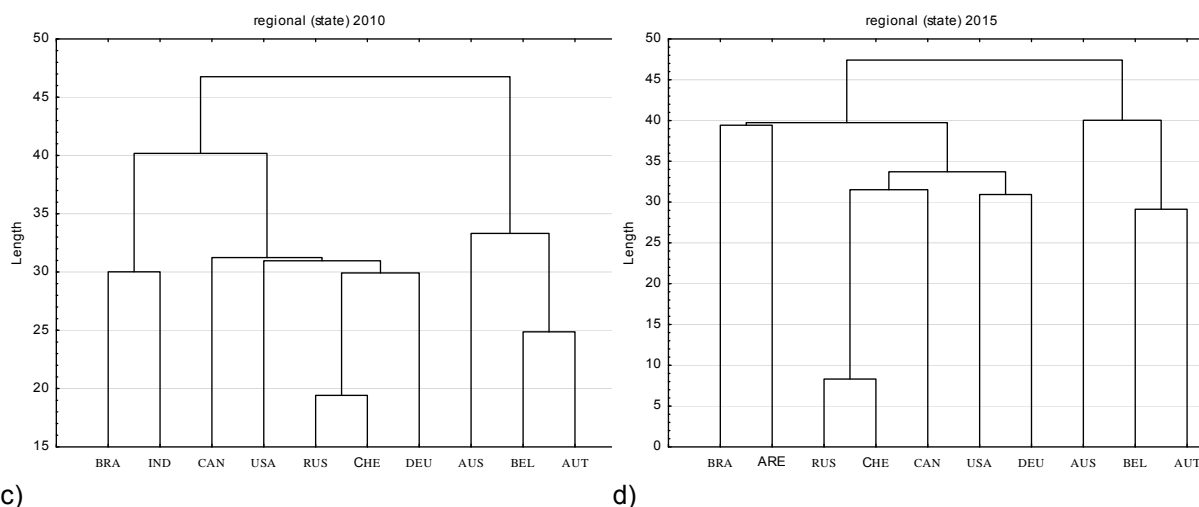 regional (state) 2010
50
45
40
35
30
25
20
15
Length
BRA IND CAN USA RUS CHE DEU AUS BEL AUT
c)
regional (state) 2015
50
45
40
35
30
25
20
15
10
5
0
Length
BRA ARE RUS CHE CAN USA DEU AUS BEL AUT
d)